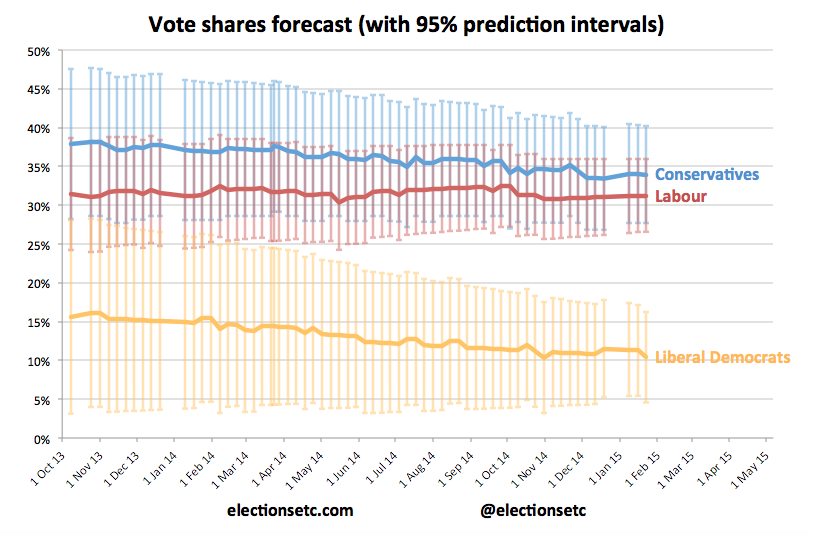 Vote shares forecast (with 95% prediction intervals)
50%
45%
40%
35%
30%
25%
20%
15%
10%
5%
0%
Conservatives
Labour
Liberal Democrats
1 Oct 13
1 Nov 13
1 Dec 13
1 Jan 14
1 Feb 14
1 Mar 14
1 Apr 14
1 May 14
1 Jun 14
1 Jul 14
1 Aug 14
1 Sep 14
1 Oct 14
1 Nov 14
1 Dec 14
1 Jan 15
1 Feb 15
1 Mar 15
1 Apr 15
1 May 15
electionsetc.com @electionsetc